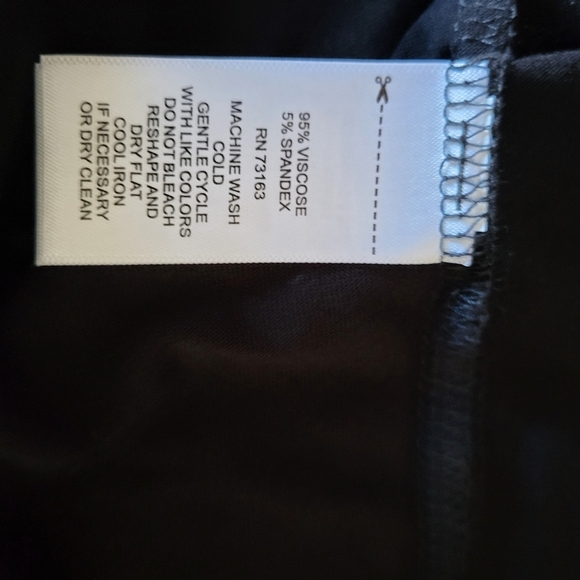 95% VISCOSE
5% SPANDEX
RN 73163
MACHINE WASH
COLD
GENTLE CYCLE
WITH LIKE COLORS
DO NOT BLEACH
RESHAPE AND
DRY FLAT
COOL IRON
IF NECESSARY
OR DRY CLEAN